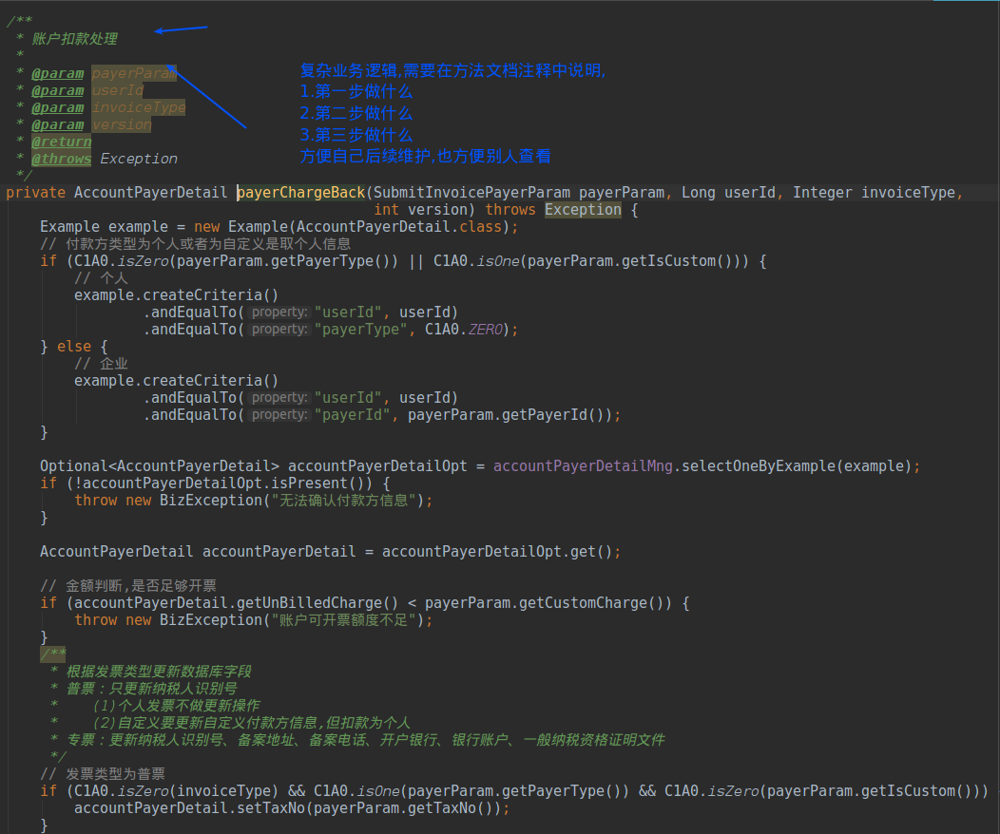 /**
 * 账户扣款处理
 *
 * @param payerParam
 * @param userId
 * @param invoiceType
 * @param version
 * @return
 * @throws Exception
 */
复杂业务逻辑,需要在方法文档注释中说明,
1.第一步做什么
2.第二步做什么
3.第三步做什么
方便自己后续维护,也方便别人查看
private AccountPayerDetail payerChargeBack(SubmitInvoicePayerParam payerParam, Long userId, Integer invoiceType,
                                           int version) throws Exception {
    Example example = new Example(AccountPayerDetail.class);
    // 付款方类型为个人或者为自定义是取个人信息
    if (C1A0.isZero(payerParam.getPayerType()) || C1A0.isOne(payerParam.getIsCustom())) {
        // 个人
        example.createCriteria()
                .andEqualTo( property: "userId", userId)
                .andEqualTo( property: "payerType", C1A0.ZERO);
    } else {
        // 企业
        example.createCriteria()
                .andEqualTo( property: "userId", userId)
                .andEqualTo( property: "payerId", payerParam.getPayerId());
    }
    Optional<AccountPayerDetail> accountPayerDetailOpt = accountPayerDetailMng.selectOneByExample(example);
    if (!accountPayerDetailOpt.isPresent()) {
        throw new BizException("无法确认付款方信息");
    }
    AccountPayerDetail accountPayerDetail = accountPayerDetailOpt.get();
    // 金额判断,是否足够开票
    if (accountPayerDetail.getUnBilledCharge() < payerParam.getCustomCharge()) {
        throw new BizException("账户可开票额度不足");
    }
    /**
     * 根据发票类型更新数据库字段
     * 普票：只更新纳税人识别号
     *    (1)个人发票不做更新操作
     *    (2)自定义要更新自定义付款方信息,但扣款为个人
     * 专票：更新纳税人识别号、备案地址、备案电话、开户银行、银行账户、一般纳税资格证明文件
     */
    // 发票类型为普票
    if (C1A0.isZero(invoiceType) && C1A0.isOne(payerParam.getPayerType()) && C1A0.isZero(payerParam.getIsCustom()))
        accountPayerDetail.setTaxNo(payerParam.getTaxNo());
    }